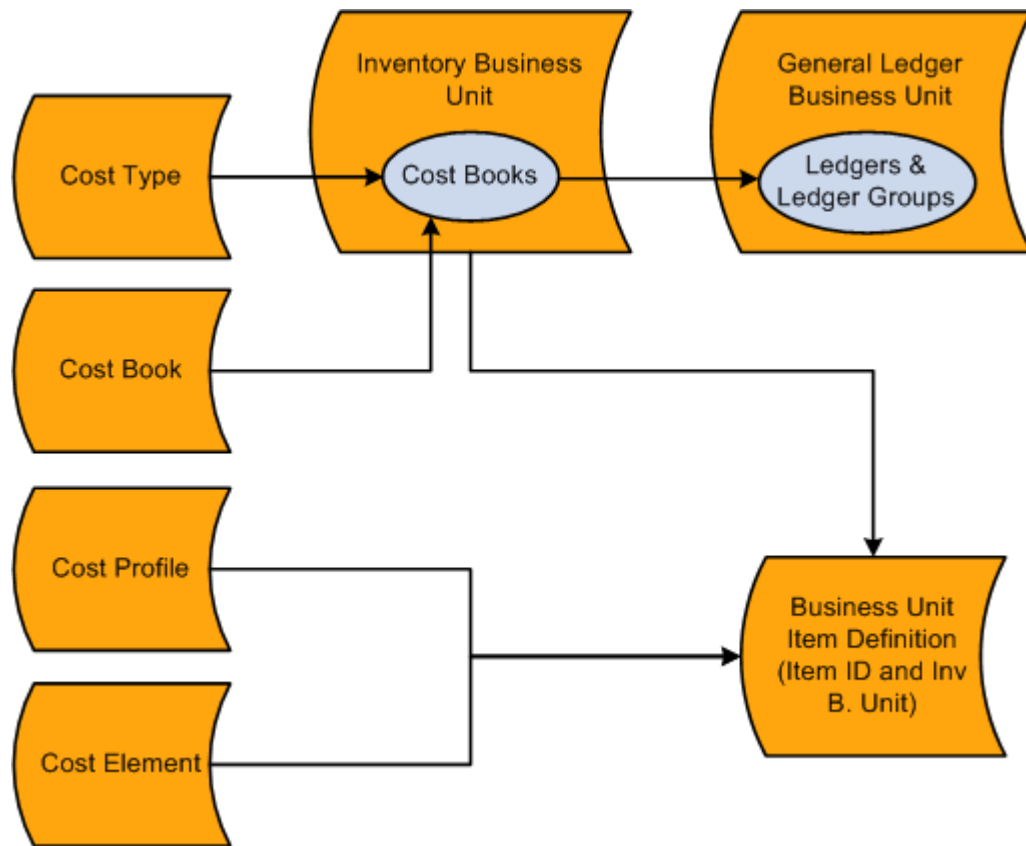 Inventory Business
Unit
General Ledger
Business Unit
Cost Type
Cost Books
Ledgers &
Ledger Groups
Cost Book
Cost Profile
Business Unit
Item Definition
(Item ID and Inv
B. Unit)
Cost Element